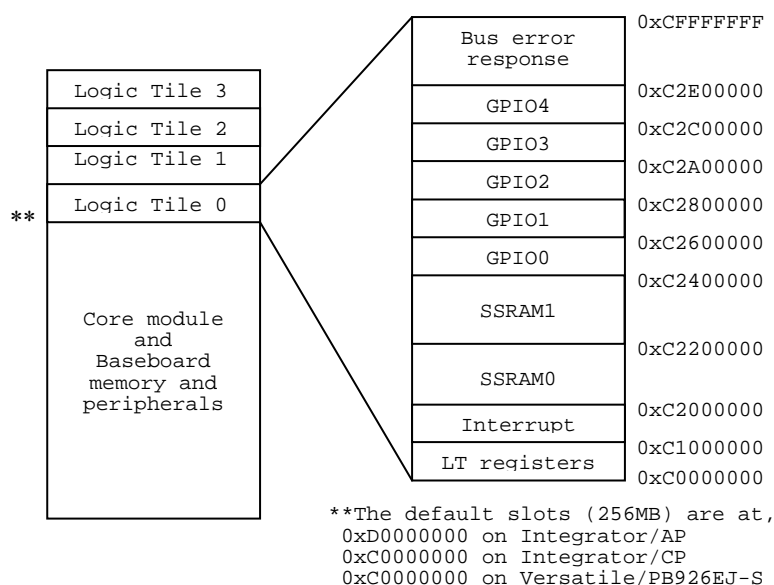 Logic Tile 3
Logic Tile 2
Logic Tile 1
** Logic Tile 0
Core module
and
Baseboard
memory and
peripherals
Bus error
response
GPIO4
GPIO3
GPIO2
GPIO1
GPIO0
SSRAM1
SSRAM0
Interrupt
LT registers
0xCFFFFFFF
0xC2E00000
0xC2C00000
0xC2A00000
0xC2800000
0xC2600000
0xC2400000
0xC2200000
0xC2000000
0xC1000000
0xC0000000
**The default slots (256MB) are at,
0xD0000000 on Integrator/AP
0xC0000000 on Integrator/CP
0xC0000000 on Versatile/PB926EJ-S